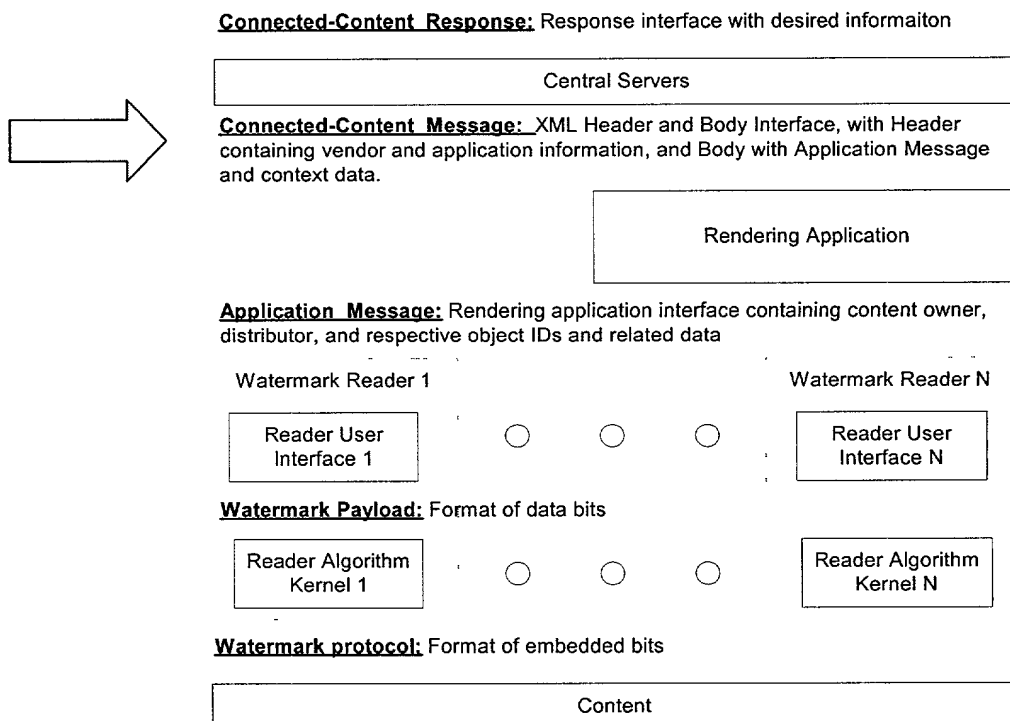 Connected-Content Response: Response interface with desired informaiton
Central Servers
Connected-Content Message: XML Header and Body Interface, with Header
containing vendor and application information, and Body with Application Message
and context data.
Rendering Application
Application Message: Rendering application interface containing content owner,
distributor, and respective object IDs and related data
Watermark Reader 1
Watermark Reader N
Reader User
Interface 1
Reader User
Interface N
Watermark Payload: Format of data bits
Reader Algorithm
Kernel 1
Reader Algorithm
Kernel N
Watermark protocol: Format of embedded bits
Content